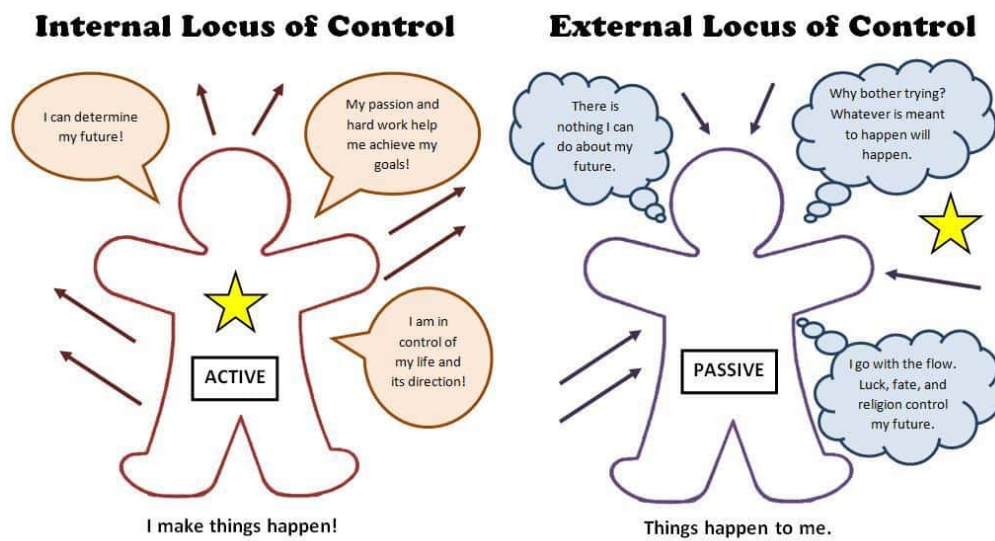 Internal Locus of Control
I can determine
my future!
My passion and
hard work help
me achieve my
goals!
I am in
control of
my life and
its direction!
ACTIVE
I make things happen!
External Locus of Control
There is
nothing I can
do about my
future.
Why bother trying?
Whatever is meant
to happen will
happen.
PASSIVE
I go with the flow.
Luck, fate, and
religion control
my future.
Things happen to me.